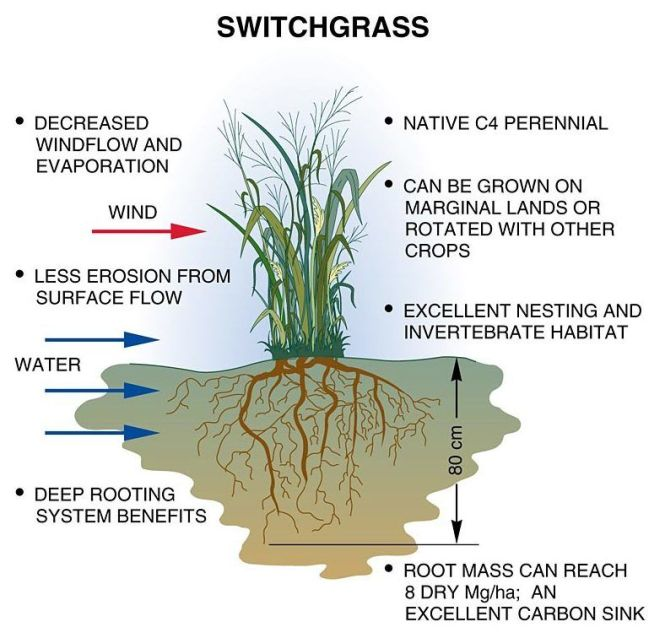 SWITCHGRASS
• DECREASED
WINDFLOW AND
EVAPORATION
WIND
• LESS EROSION FROM
SURFACE FLOW
WATER
• DEEP ROOTING
SYSTEM BENEFITS
• NATIVE C4 PERENNIAL
• CAN BE GROWN ON
MARGINAL LANDS OR
ROTATED WITH OTHER
CROPS
• EXCELLENT NESTING AND
INVERTEBRATE HABITAT
80 cm
• ROOT MASS CAN REACH
8 DRY Mg/ha; AN
EXCELLENT CARBON SINK